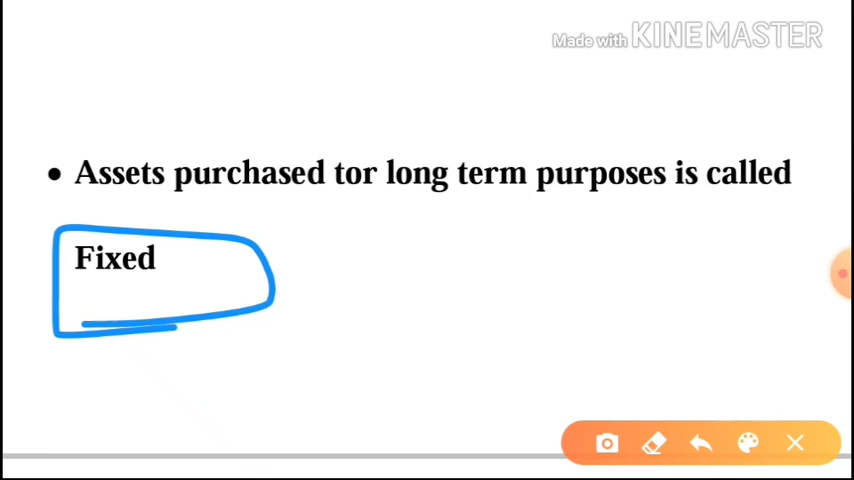 Made with KINEMASTER
• Assets purchased tor long term purposes is called
Fixed